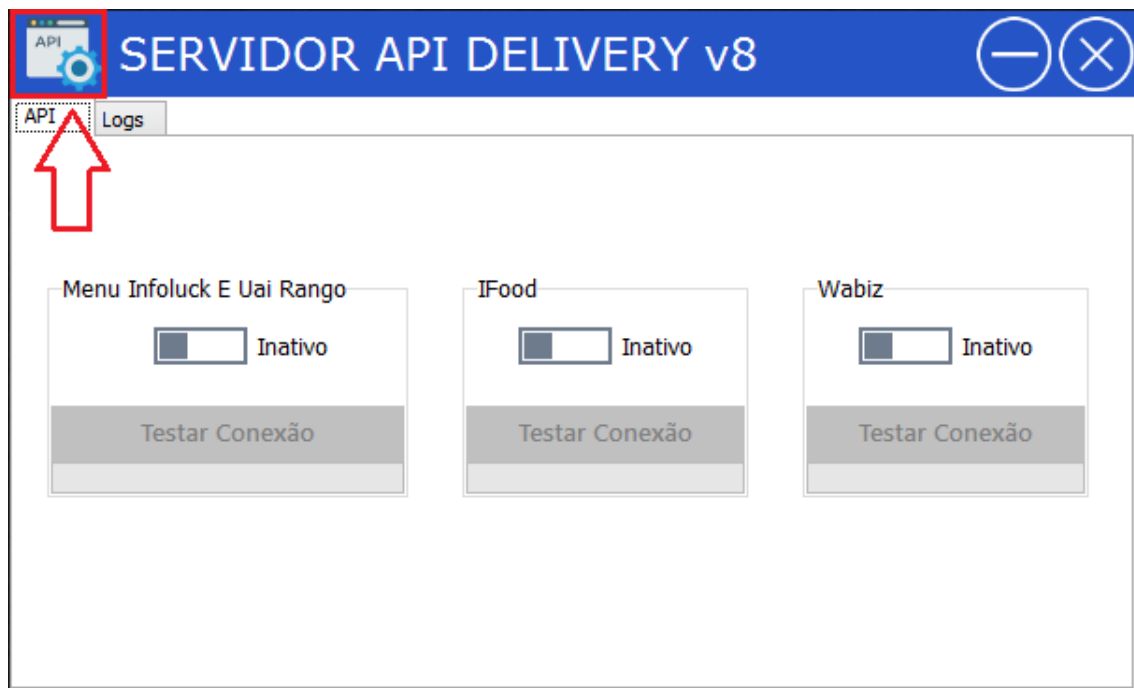 API
SERVIDOR API DELIVERY v8
API
Logs
Menu Infoluck E Uai Rango
IFood
Wabiz
Inativo
Inativo
Inativo
Testar Conexão
Testar Conexão
Testar Conexão